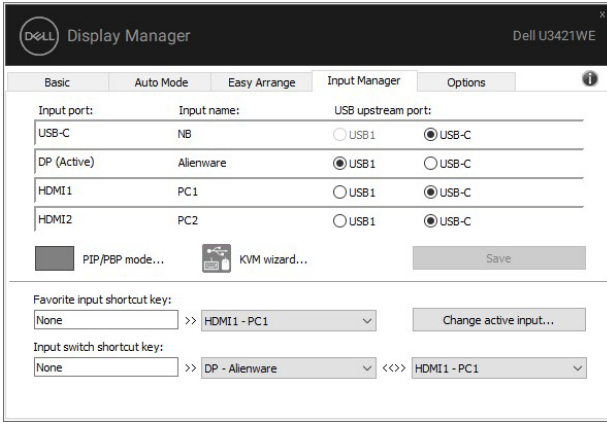 x
DELL Display Manager Dell U3421WE
Basic Auto Mode Easy Arrange Input Manager Options i
Input port: Input name: USB upstream port:
USB-C NB USB1 USB-C
DP (Active) Alienware USB1 USB-C
HDMI1 PC1 USB1 USB-C
HDMI2 PC2 USB1 USB-C
PIP/PBP mode... KVM wizard... Save
Favorite input shortcut key:
None >> HDMI1 - PC1 Change active input...
Input switch shortcut key:
None >> DP - Alienware <<>> HDMI1 - PC1